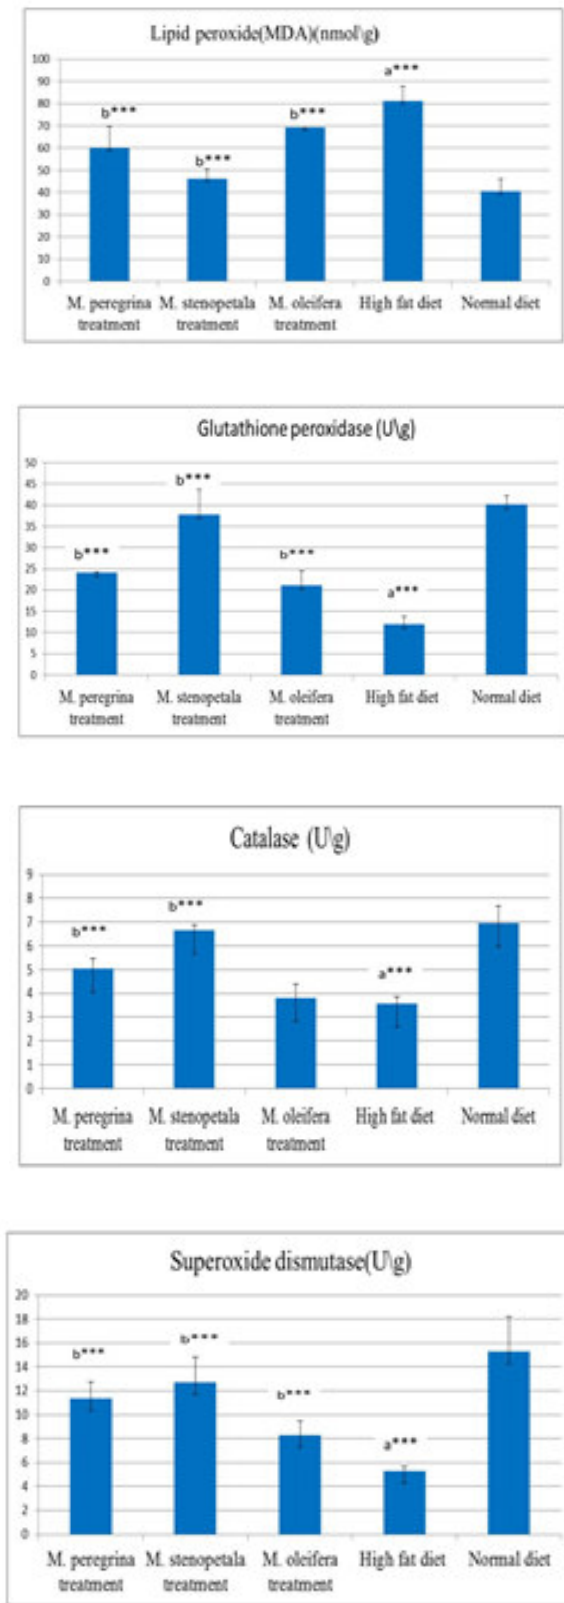 Lipid peroxide(MDA)(nmol\g)
a***
b***
b***
b***
100
90
80
70
60
50
40
30
20
10
0
M. peregrina treatment
M. stenopetala treatment
M. oleifera treatment
High fat diet
Normal diet
Glutathione peroxidase (U\g)
b***
b***
b***
a***
50
45
40
35
30
25
20
15
10
5
0
M. peregrina treatment
M. stenopetala treatment
M. oleifera treatment
High fat diet
Normal diet
Catalase (U\g)
b***
b***
a***
9
8
7
6
5
4
3
2
1
0
M. peregrina treatment
M. stenopetala treatment
M. oleifera treatment
High fat diet
Normal diet
Superoxide dismutase(U\g)
b***
b***
b***
a***
20
18
16
14
12
10
8
6
4
2
0
M. peregrina treatment
M. stenopetala treatment
M. oleifera treatment
High fat diet
Normal diet